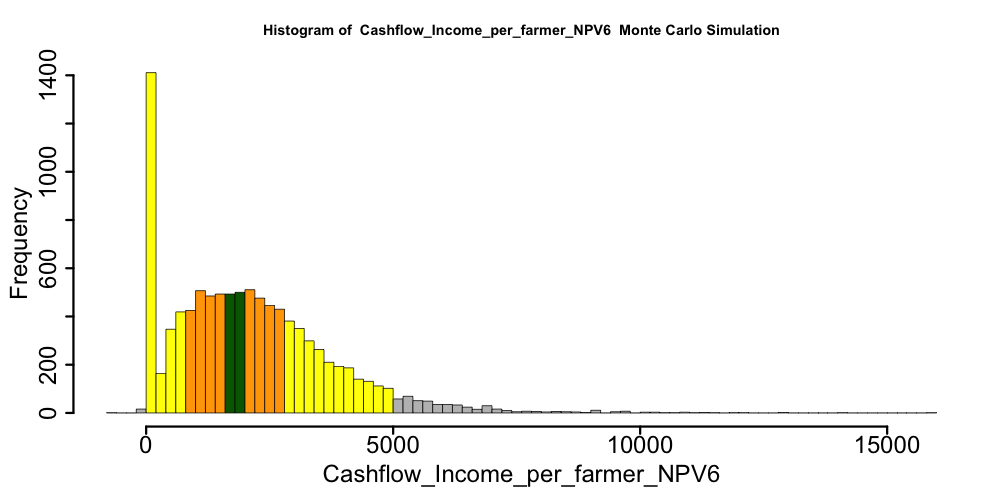 Histogram of Cashflow_Income_per_farmer_NPV6 Monte Carlo Simulation
Frequency
1400
1000
600
200
0
0 5000 10000 15000
Cashflow_Income_per_farmer_NPV6